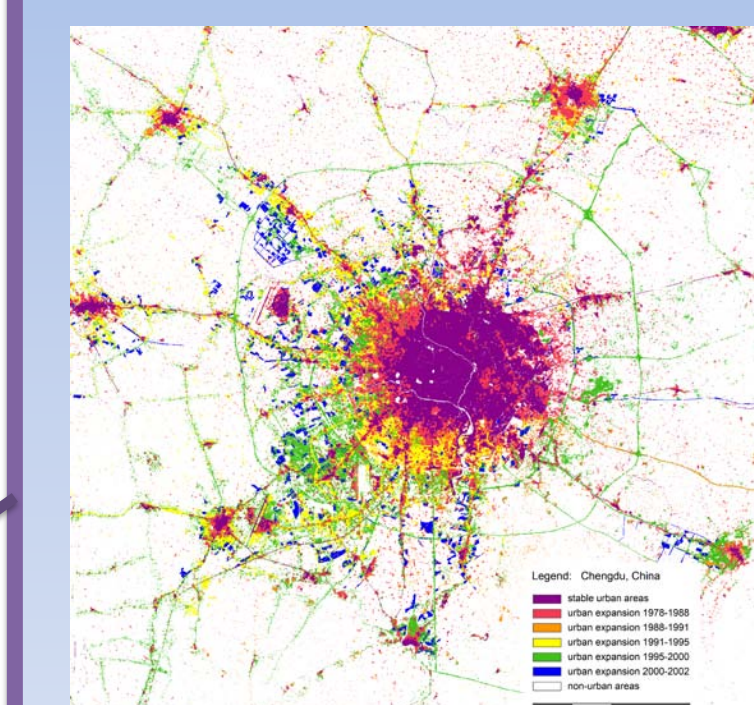 Legend: Chengdu, China
stable urban areas
urban expansion 1978-1988
urban expansion 1988-1991
urban expansion 1991-1995
urban expansion 1995-2000
urban expansion 2000-2002
non-urban areas